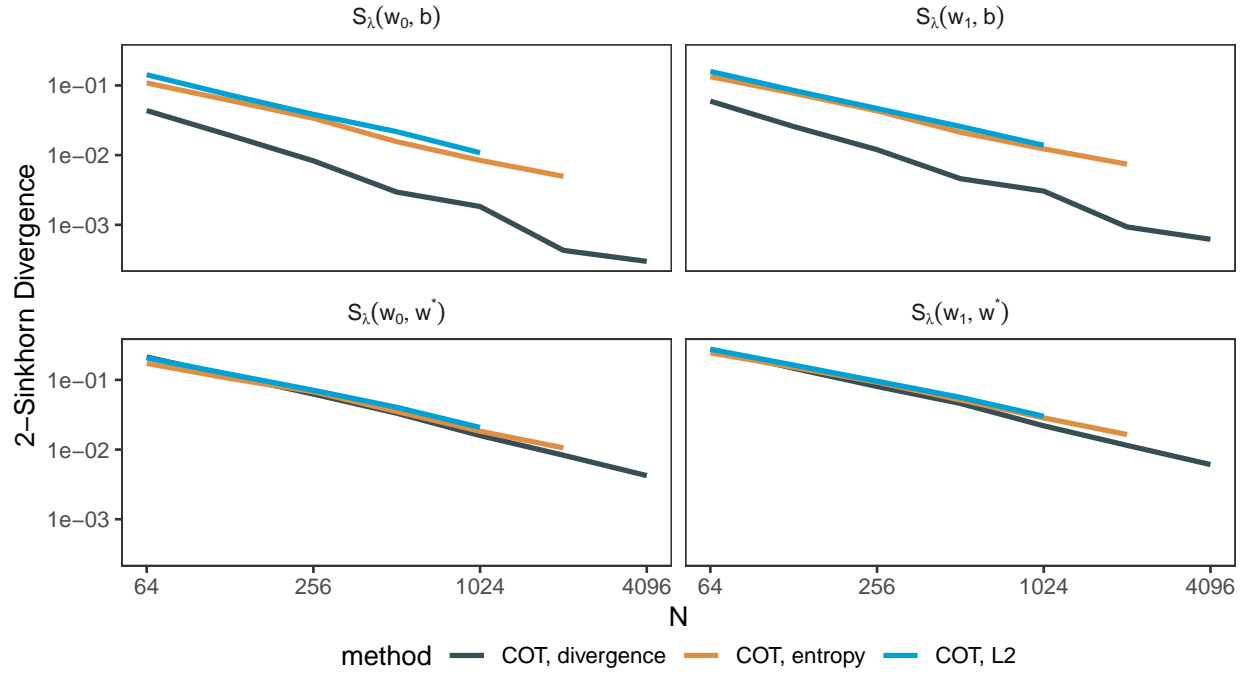 Sλ(w0, b)
Sλ(w1, b)
1e−01
1e−02
1e−03
Sλ(w0, w*)
Sλ(w1, w*)
1e−01
1e−02
1e−03
2−Sinkhorn Divergence
64
256
1024
4096
64
256
1024
4096
N
method
COT, divergence
COT, entropy
COT, L2